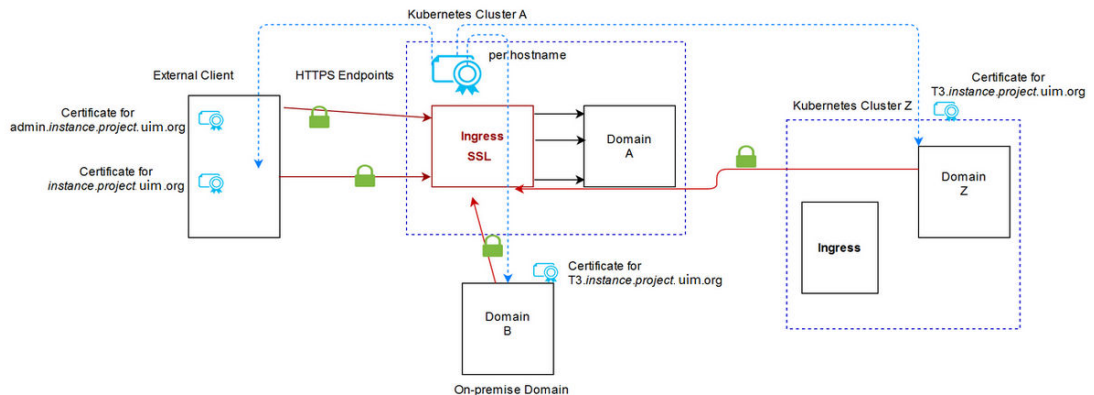 Kubernetes Cluster A
per hostname
External Client
HTTPS Endpoints
Certificate for
admin.instance.project.uim.org
Certificate for
instance.project.uim.org
Ingress
SSL
Domain
A
Certificate for
T3.instance.project.uim.org
Kubernetes Cluster Z
Domain
Z
Ingress
Certificate for
T3.instance.project.uim.org
Domain
B
On-premise Domain